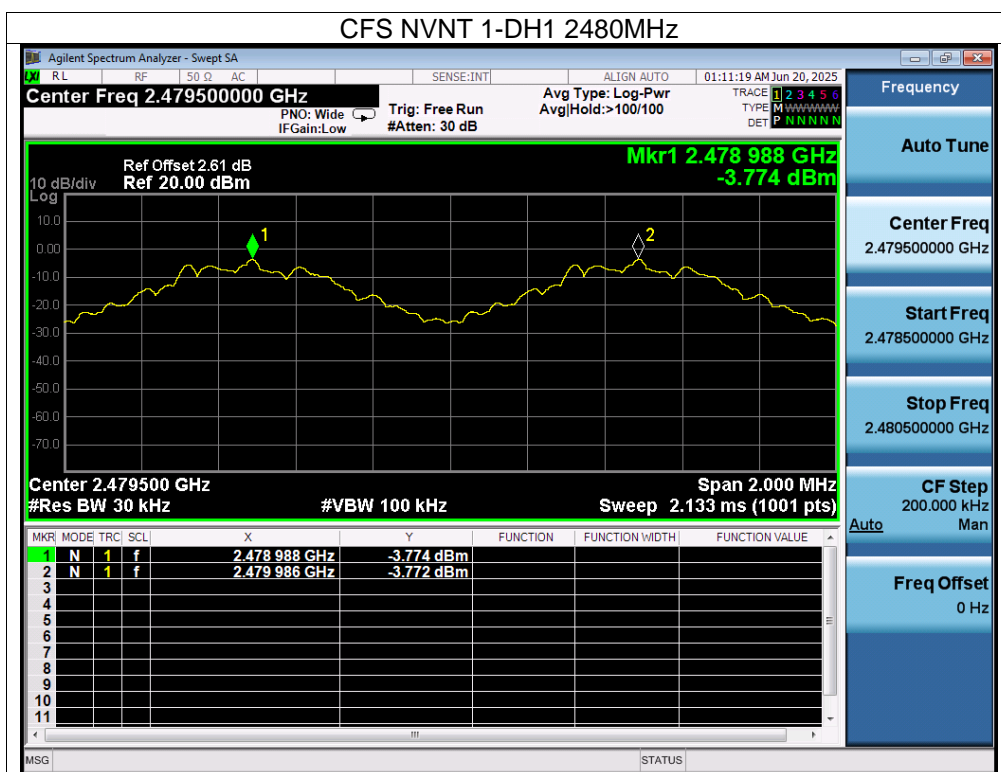 CFS NVNT 1-DH1 2480MHz
Agilent Spectrum Analyzer - Swept SA
LXI RL RF 50 Ω AC SENSE:INT ALIGN AUTO 01:11:19 AM Jun 20, 2025
Center Freq 2.479500000 GHz
PNO: Wide
IFGain:Low
Trig: Free Run
#Atten: 30 dB
Avg Type: Log-Pwr
Avg|Hold:>100/100
TRACE 1 2 3 4 5 6
TYPE M WWWWW
DET P N N N N N
Mkr1 2.478 988 GHz
-3.774 dBm
Ref Offset 2.61 dB
10 dB/div Ref 20.00 dBm
Log
10.0
1
2
0.00
-10.0
-20.0
-30.0
-40.0
-50.0
-60.0
-70.0
Center 2.479500 GHz Span 2.000 MHz
#Res BW 30 kHz #VBW 100 kHz Sweep 2.133 ms (1001 pts)
MKR MODE TRC SCL X Y FUNCTION FUNCTION WIDTH FUNCTION VALUE
1 N 1 f 2.478 988 GHz -3.774 dBm
2 N 1 f 2.479 986 GHz -3.772 dBm
3
4
5
6
7
8
9
10
11
MSG STATUS
Frequency
Auto Tune
Center Freq
2.479500000 GHz
Start Freq
2.478500000 GHz
Stop Freq
2.480500000 GHz
CF Step
200.000 kHz
Auto Man
Freq Offset
0 Hz